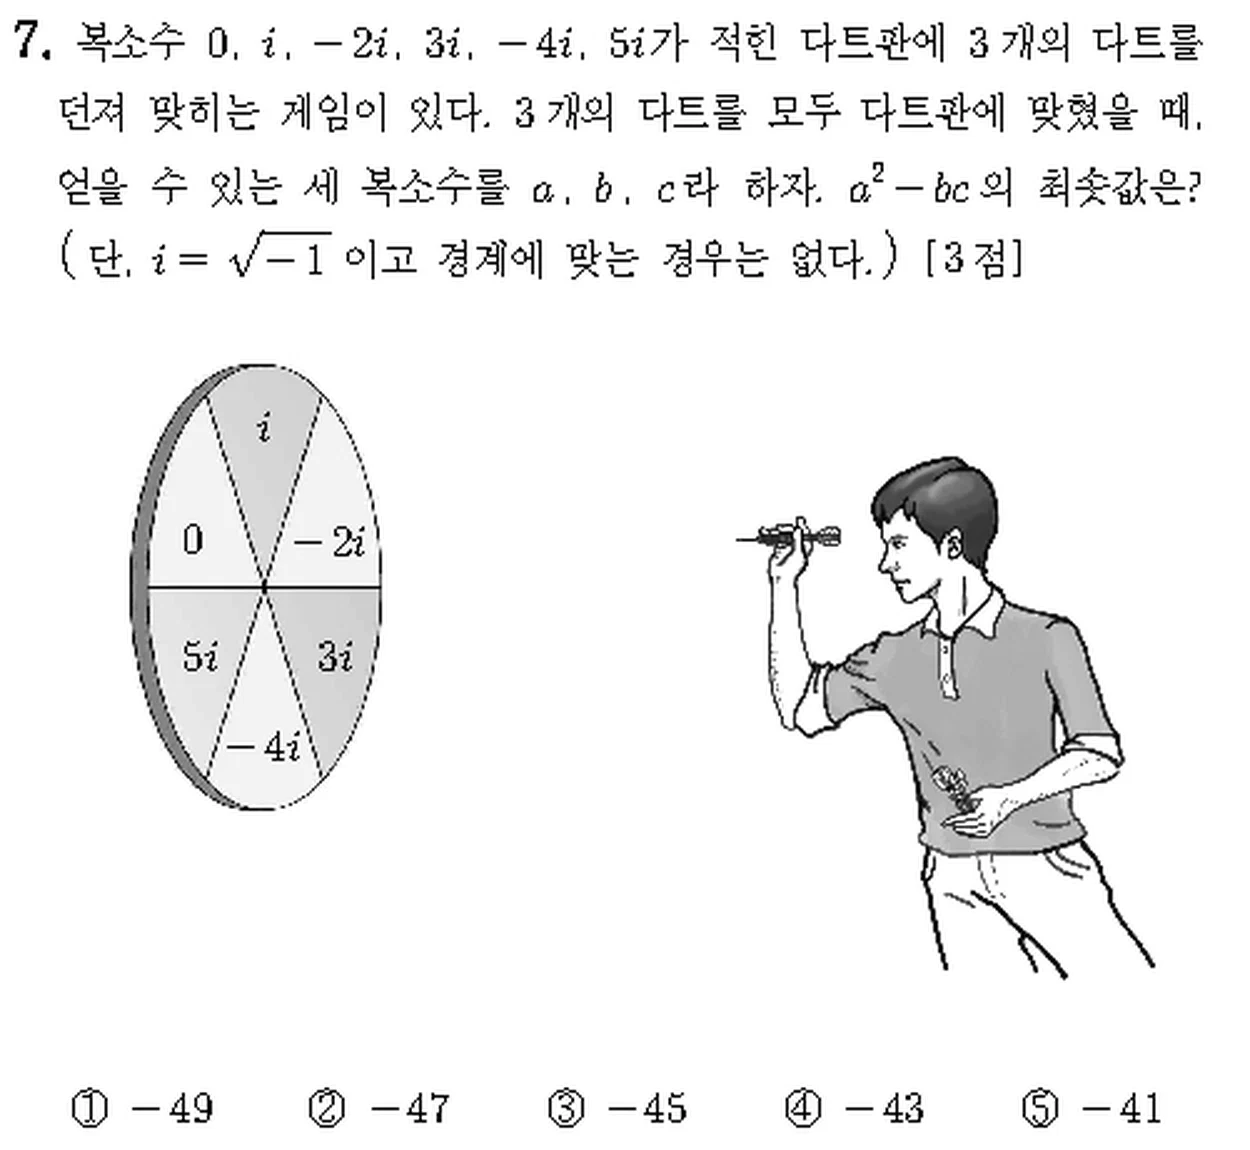 7. 복소수 0, i, −2i, 3i, −4i, 5i가 적힌 다트판에 3개의 다트를
던져 맞히는 게임이 있다. 3개의 다트를 모두 다트판에 맞혔을 때,
얻을 수 있는 세 복소수를 a, b, c라 하자. a²−bc의 최솟값은?
(단, i=√−1 이고 경계에 맞는 경우는 없다.) [3점]
i
0
−2i
5i
3i
−4i
① −49 ② −47 ③ −45 ④ −43 ⑤ −41